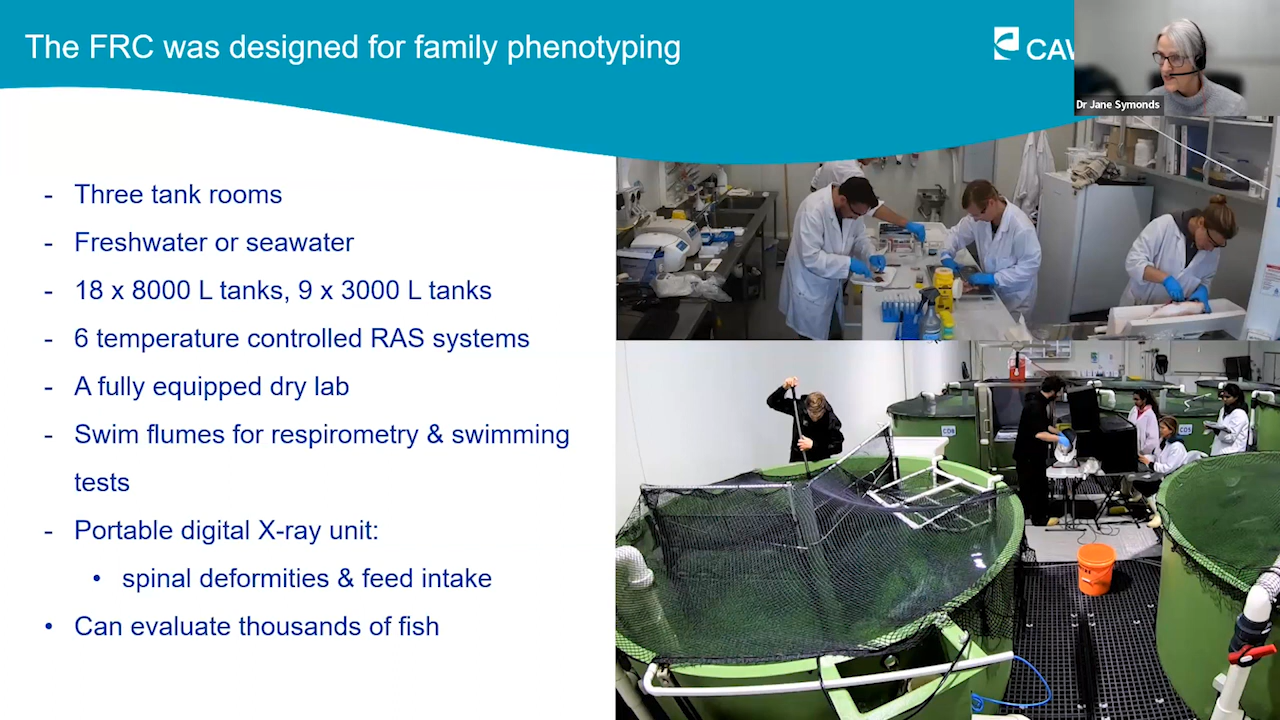 The FRC was designed for family phenotyping
CAW
Dr Jane Symonds
- Three tank rooms
- Freshwater or seawater
- 18 x 8000 L tanks, 9 x 3000 L tanks
- 6 temperature controlled RAS systems
- A fully equipped dry lab
- Swim flumes for respirometry & swimming
tests
- Portable digital X-ray unit:
• spinal deformities & feed intake
• Can evaluate thousands of fish